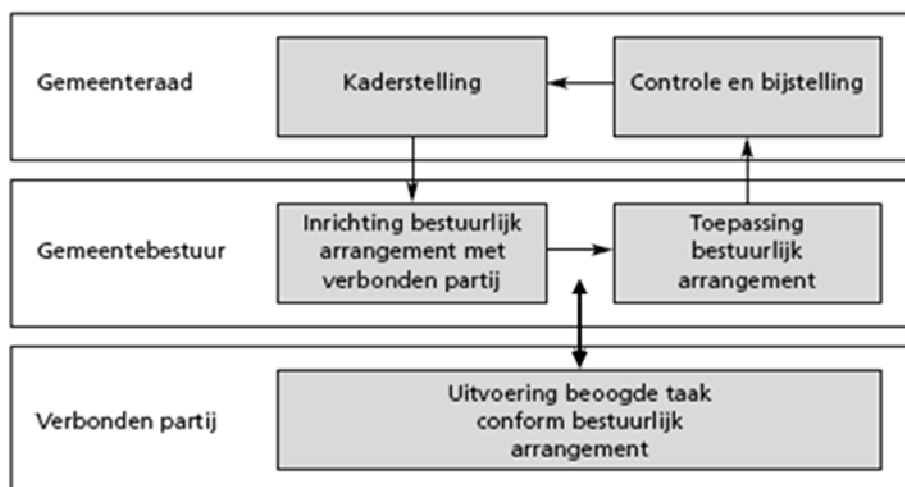 Gemeenteraad
Kaderstelling
Controle en bijstelling
Gemeentebestuur
Inrichting bestuurlijk
arrangement met
verbonden partij
Toepassing
bestuurlijk
arrangement
Verbonden partij
Uitvoering beoogde taak
conform bestuurlijk
arrangement